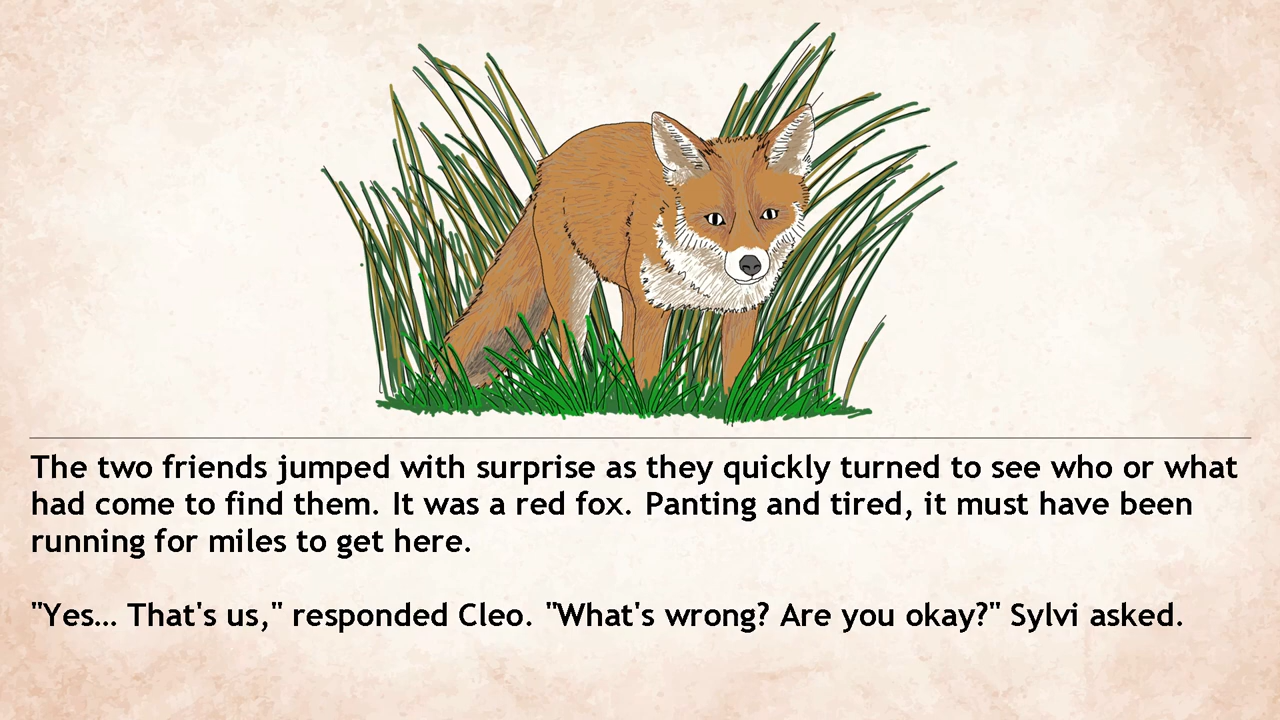 The two friends jumped with surprise as they quickly turned to see who or what
had come to find them. It was a red fox. Panting and tired, it must have been
running for miles to get here.
"Yes... That's us," responded Cleo. "What's wrong? Are you okay?" Sylvi asked.